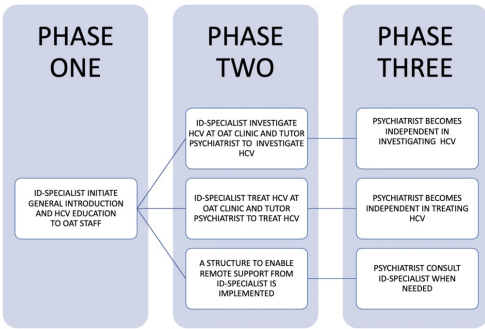 PHASE
ONE
PHASE
TWO
PHASE
THREE
ID-SPECIALIST INITIATE
GENERAL INTRODUCTION
AND HCV EDUCATION
TO OAT STAFF
ID-SPECIALIST INVESTIGATE
HCV AT OAT CLINIC AND TUTOR
PSYCHIATRIST TO INVESTIGATE
HCV
ID-SPECIALIST TREAT HCV AT
OAT CLINIC AND TUTOR
PSYCHIATRIST TO TREAT HCV
A STRUCTURE TO ENABLE
REMOTE SUPPORT FROM
ID-SPECIALIST IS
IMPLEMENTED
PSYCHIATRIST BECOMES
INDEPENDENT IN
INVESTIGATING HCV
PSYCHIATRIST BECOMES
INDEPENDENT IN TREATING
HCV
PSYCHIATRIST CONSULT
ID-SPECIALIST WHEN
NEEDED